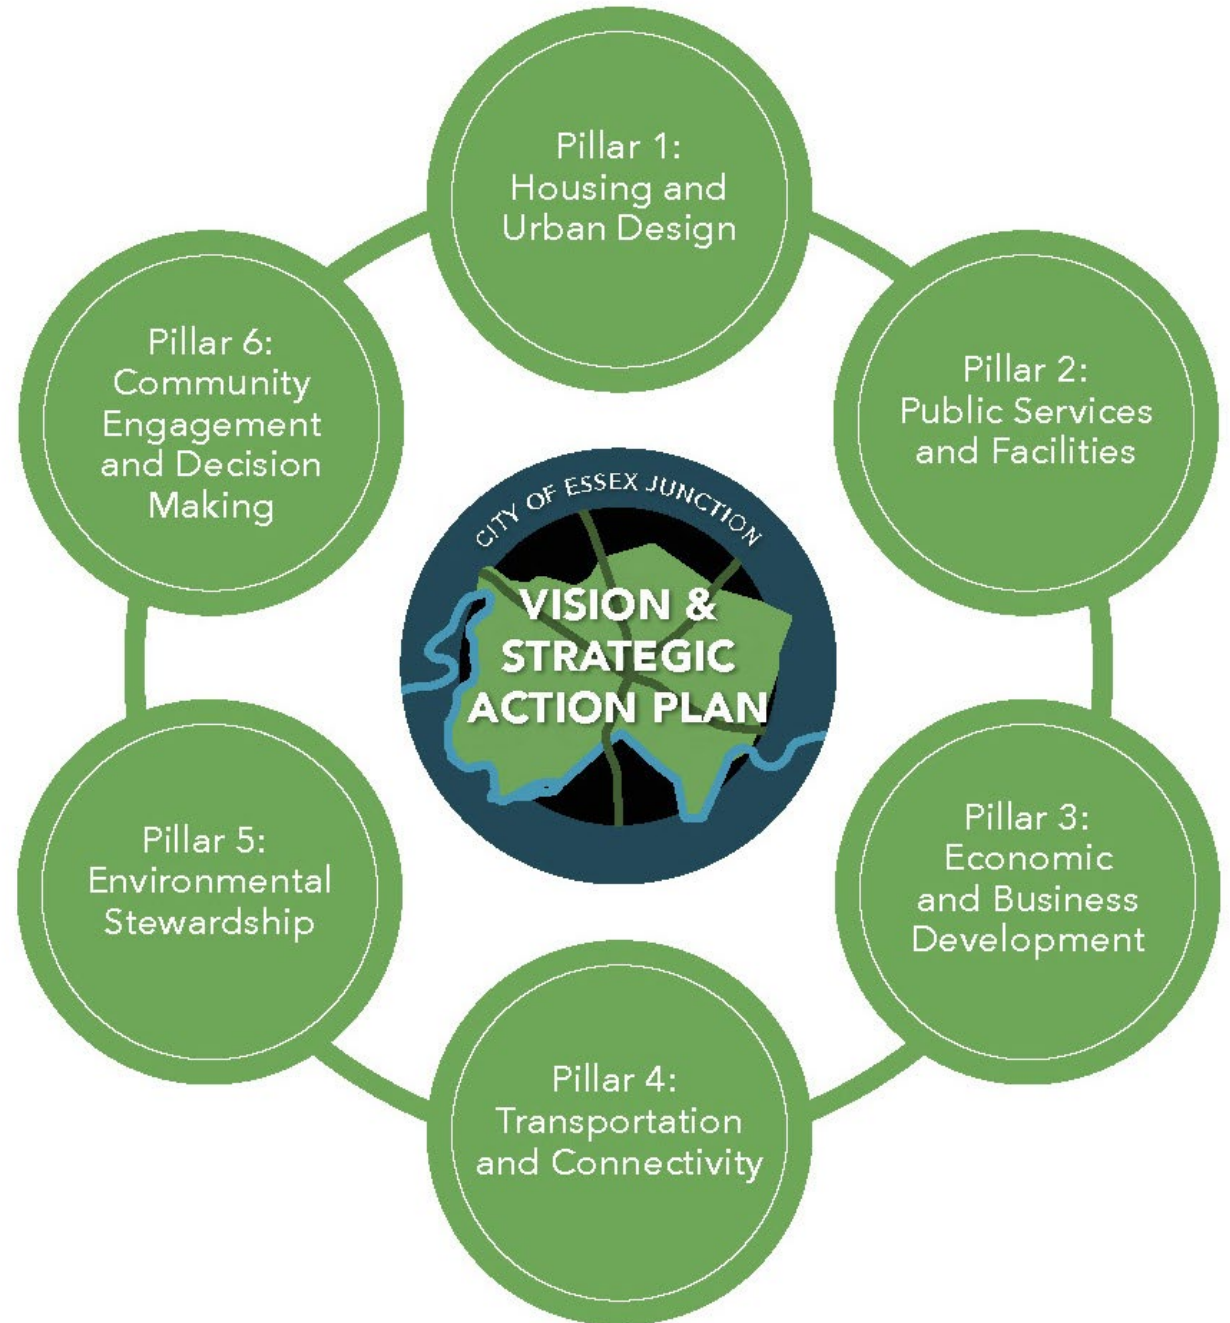 Pillar 1:
Housing and
Urban Design
Pillar 2:
Public Services
and Facilities
Pillar 3:
Economic
and Business
Development
Pillar 4:
Transportation
and Connectivity
Pillar 5:
Environmental
Stewardship
Pillar 6:
Community
Engagement
and Decision
Making
CITY OF ESSEX JUNCTION
VISION &
STRATEGIC
ACTION PLAN